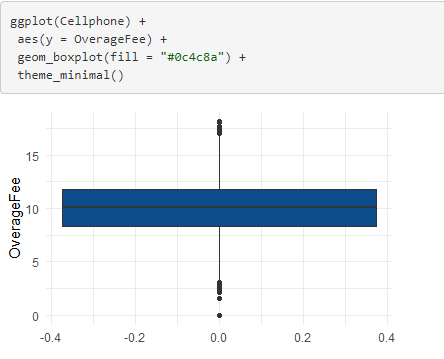 ggplot(Cellphone) +
aes(y = OverageFee) +
geom_boxplot(fill = "#0c4c8a") +
theme_minimal()
OverageFee
15
10
5
0
-0.4 -0.2 0.0 0.2 0.4